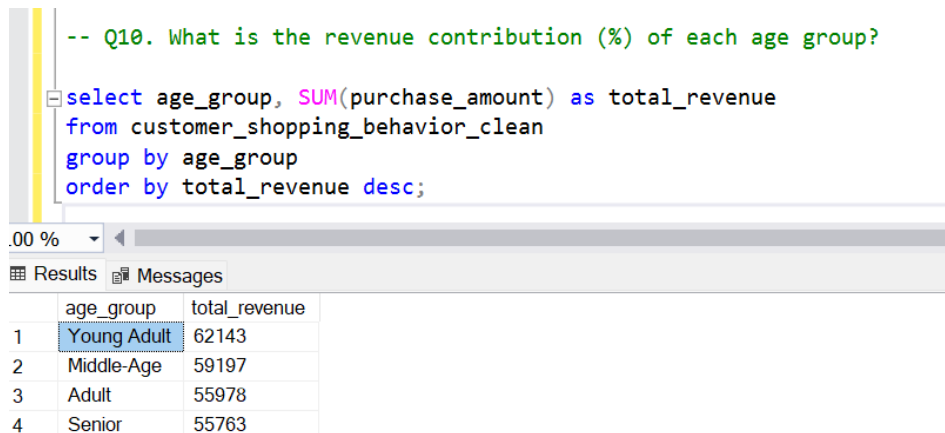 -- Q10. What is the revenue contribution (%) of each age group?
select age_group, SUM(purchase_amount) as total_revenue
from customer_shopping_behavior_clean
group by age_group
order by total_revenue desc;
.00 %
Results Messages
age_group total_revenue
1 Young Adult 62143
2 Middle-Age 59197
3 Adult 55978
4 Senior 55763